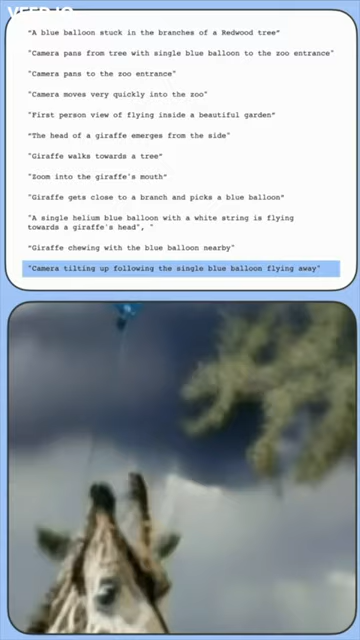 "A blue balloon stuck in the branches of a Redwood tree"
"Camera pans from tree with single blue balloon to the zoo entrance"
"Camera pans to the zoo entrance"
"Camera moves very quickly into the zoo"
"First person view of flying inside a beautiful garden"
"The head of a giraffe emerges from the side"
"Giraffe walks towards a tree"
"Zoom into the giraffe's mouth"
"Giraffe gets close to a branch and picks a blue balloon"
"A single helium blue balloon with a white string is flying
towards a giraffe's head", "
"Giraffe chewing with the blue balloon nearby"
"Camera tilting up following the single blue balloon flying away"